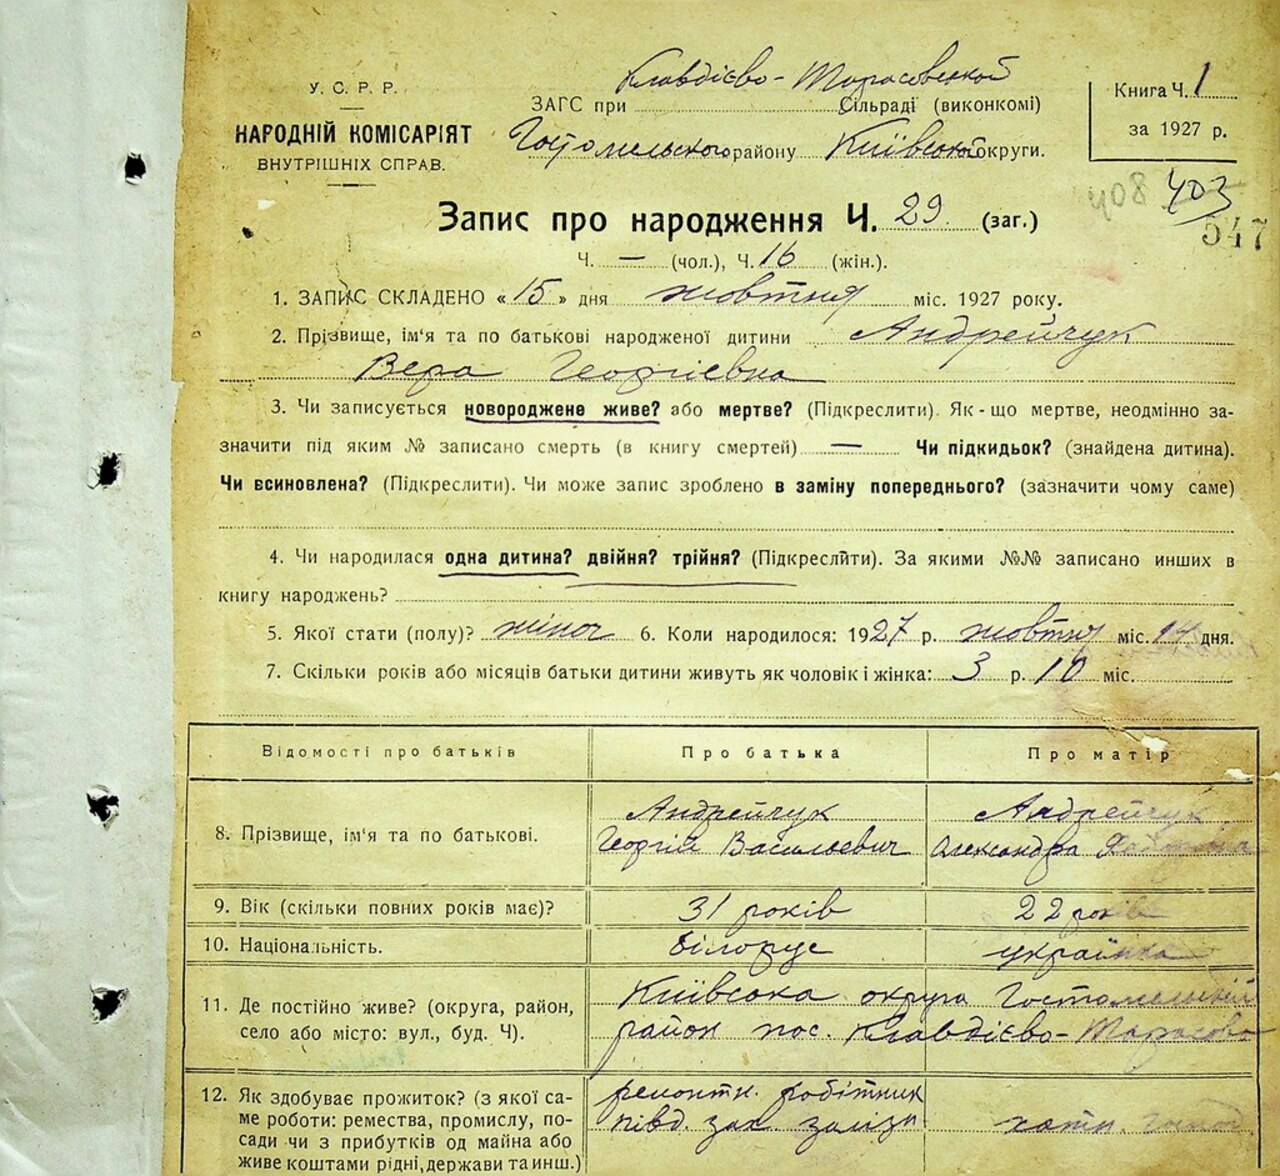 Клавдієво-Тарасовській
У. С. Р. Р.
НАРОДНІЙ КОМІСАРІЯТ
ВНУТРІШНІХ СПРАВ.
ЗАГС при Сільраді (виконкомі)
Гостомельського району Київської округи.
Книга Ч. 1
за 1927 р.
408 403
547
Запис про народження Ч. 29. (заг.)
Ч. — (чол.), Ч. 16 (жін.).
1. ЗАПИС СКЛАДЕНО «15» дня жовтня міс. 1927 року.
2. Прізвище, ім'я та по батькові народженої дитини Андрейчук
Вера Георгіевна
3. Чи записується новороджене живе? або мертве? (Підкреслити). Як-що мертве, неодмінно за-
значити під яким № записано смерть (в книгу смертей) — Чи підкидьок? (знайдена дитина).
Чи всиновлена? (Підкреслити). Чи може запис зроблено в заміну попереднього? (зазначити чому саме)
4. Чи народилася одна дитина? двійня? трійня? (Підкреслити). За якими №№ записано инших в
книгу народжень?
5. Якої стати (полу)? жіноч 6. Коли народилося: 1927 р. жовтня міс. 14 дня.
7. Скільки років або місяців батьки дитини живуть як чоловік і жінка: 3 р. 10 міс.
Відомості про батьків Про батька Про матір
8. Прізвище, ім'я та по батькові. Андрейчук Георгій Васильевич Андрейчук Александра
9. Вік (скільки повних років має)? 31 років 22 років
10. Національність. білорус українка
11. Де постійно живе? (округа, район, Київська округа Гостомельський
село або місто: вул., буд. Ч). район пос. Клавдієво-Тарасово
12. Як здобуває прожиток? (з якої са- ремонтн. робітник
ме роботи: ремества, промислу, по- півд. зах. залізн хатн. господ.
сади чи з прибутків од майна або
живе коштами рідні, держави та инш.)